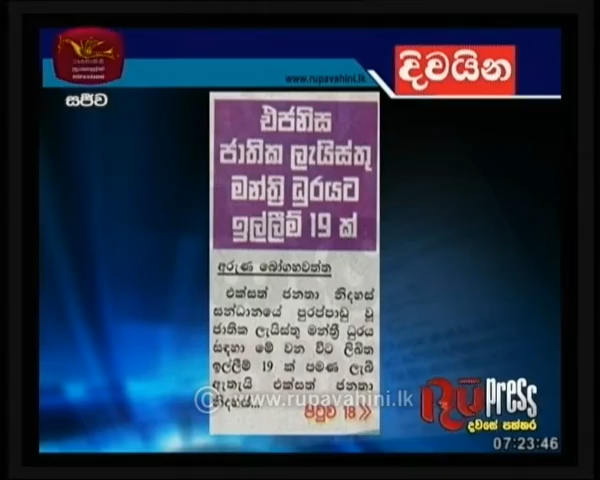 www.rupavahini.lk
දිවයින
සජීව
එජනිස
ජාතික ලැයිස්තු
මන්ත්‍රි ධුරයට
ඉල්ලීම් 19 ක්
අරුණ බෝගහවත්ත
එක්සත් ජනතා නිදහස්
සන්ධානයේ පුරප්පාඩු වූ
ජාතික ලැයිස්තු මන්ත්‍රී ධුරය
සඳහා මේ වන විට ලිඛිත
ඉල්ලීම් 19 ක් පමණ ලැබී
ඇතැයි එක්සත් ජනතා
නිදහස්...
පිටුව 18 >>
© www.rupavahini.lk
රූ press
දවසේ පත්තර
07:23:46